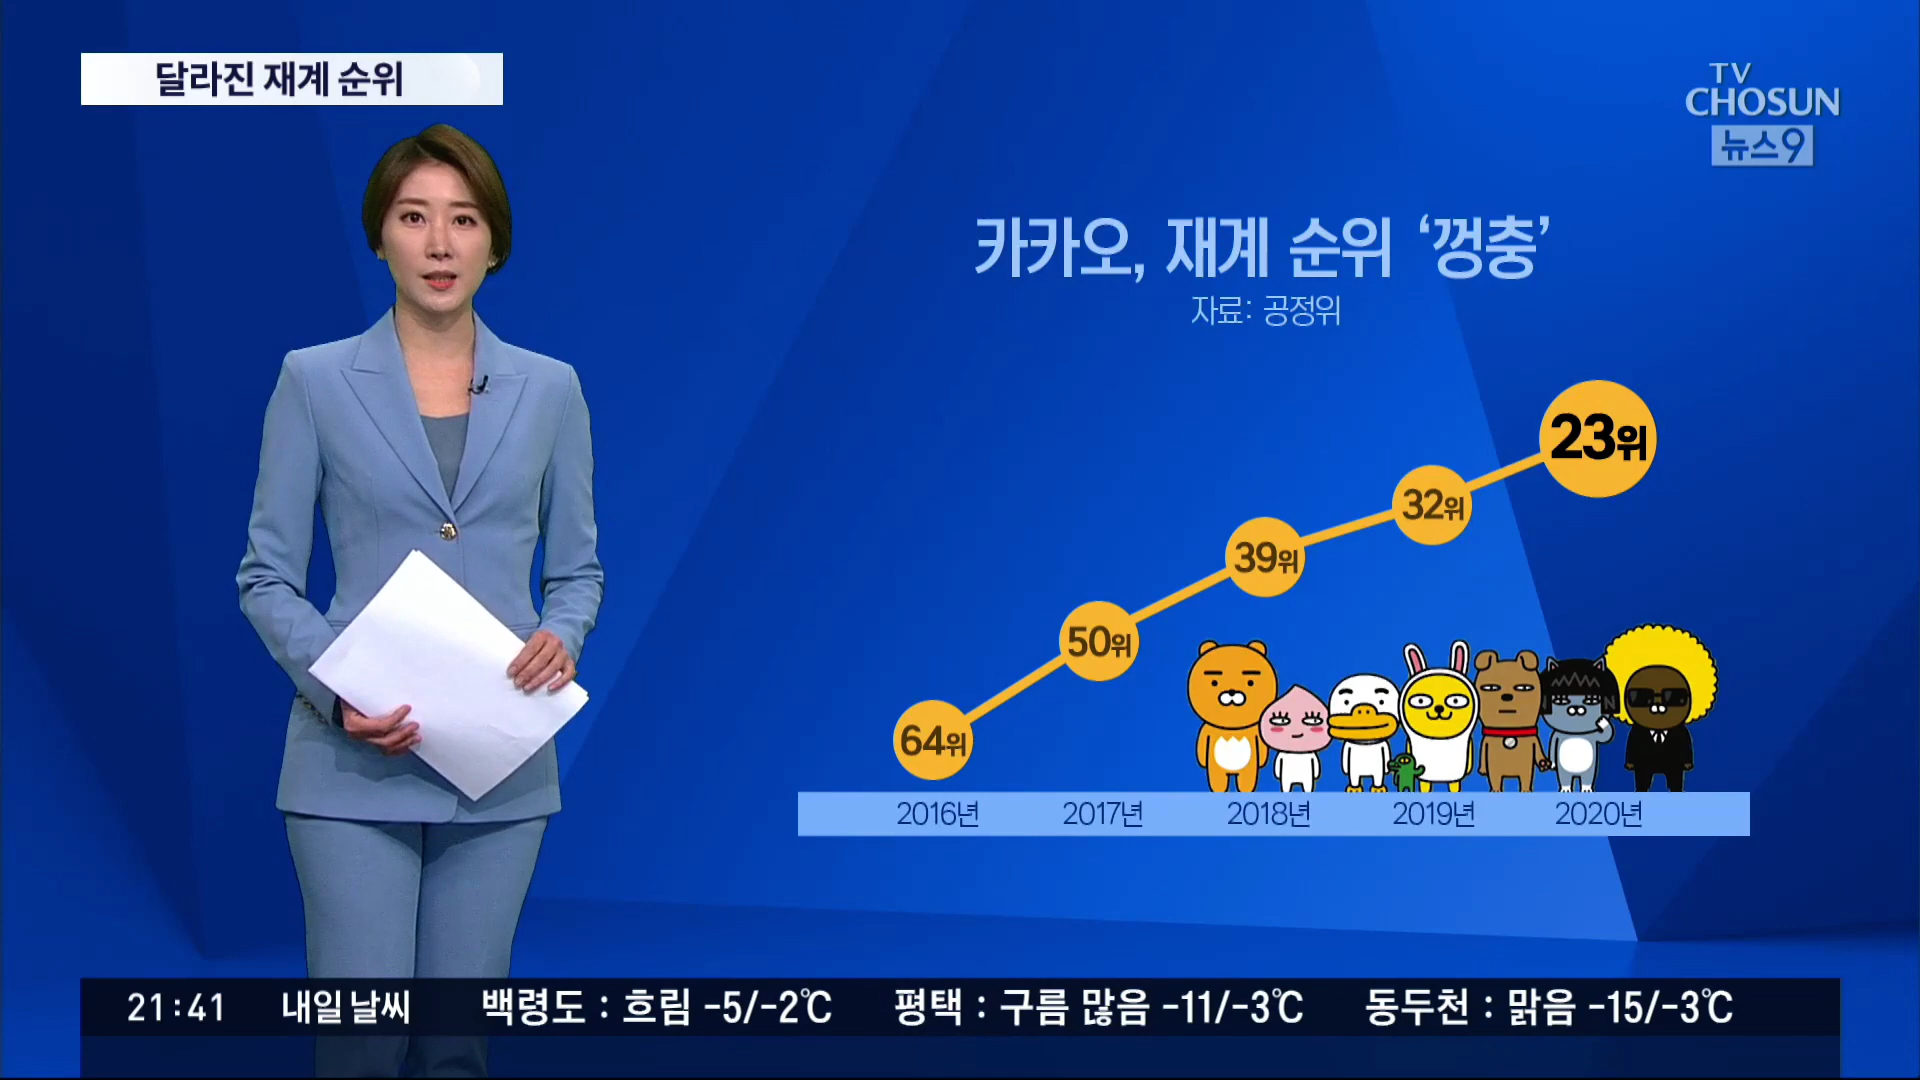 달라진 재계 순위
TV
CHOSUN
뉴스9
카카오, 재계 순위 ‘껑충’
자료: 공정위
23위
32위
39위
50위
64위
2016년 2017년 2018년 2019년 2020년
21:41 내일 날씨 백령도 : 흐림 -5/-2℃ 평택 : 구름 많음 -11/-3℃ 동두천 : 맑음 -15/-3℃